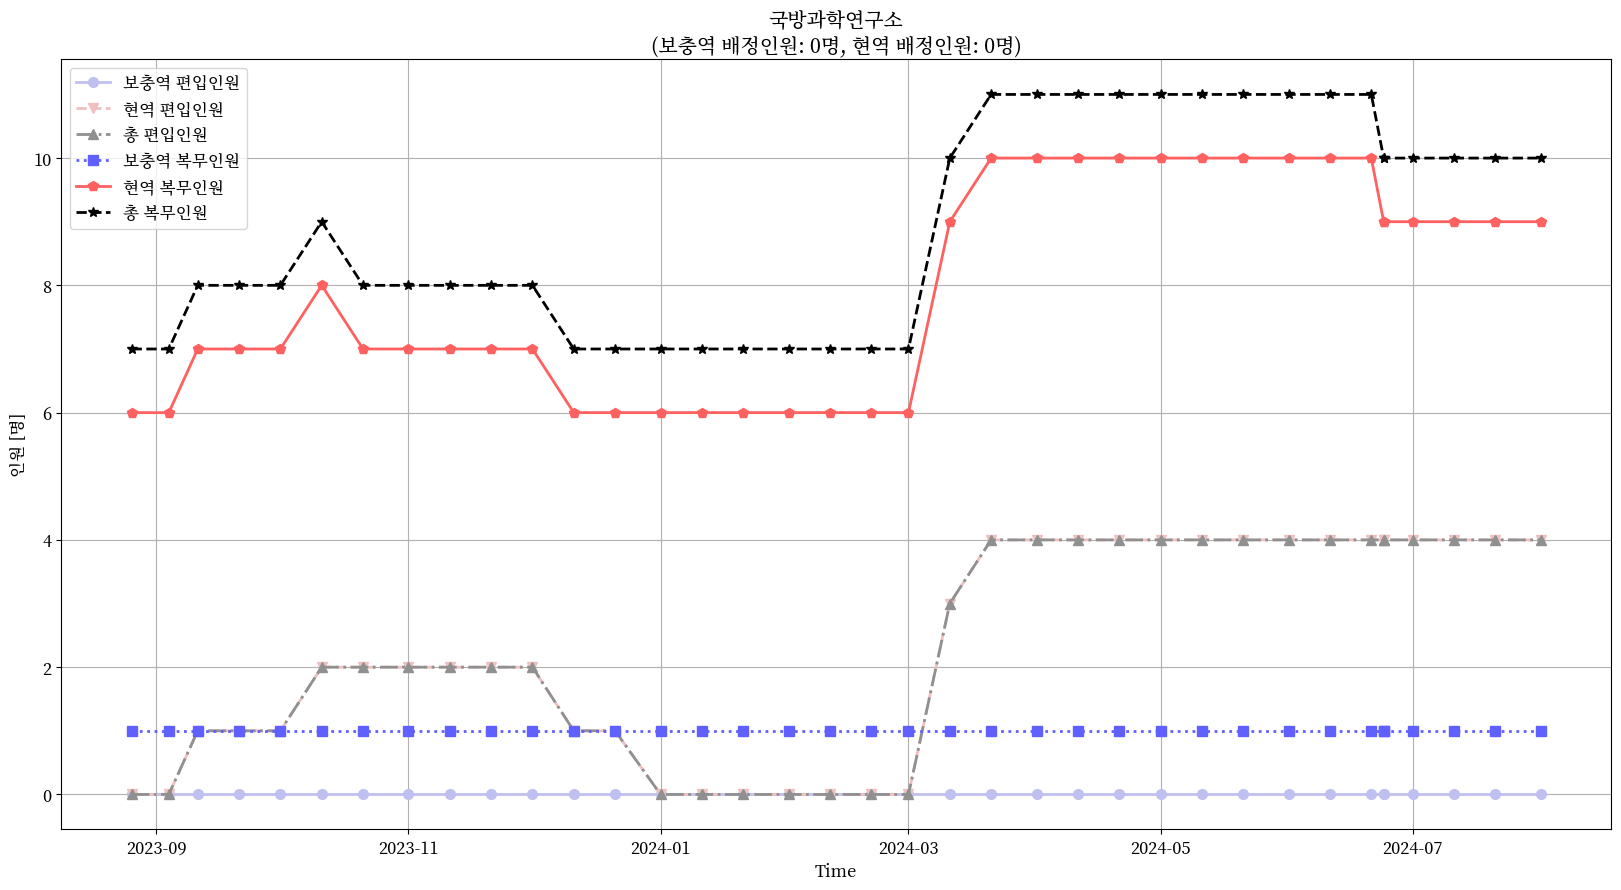 국방과학연구소
(보충역 배정인원: 0명, 현역 배정인원: 0명)
보충역 편입인원
현역 편입인원
총 편입인원
보충역 복무인원
현역 복무인원
총 복무인원
인원 [명]
10
8
6
4
2
0
2023-09
2023-11
2024-01
2024-03
2024-05
2024-07
Time